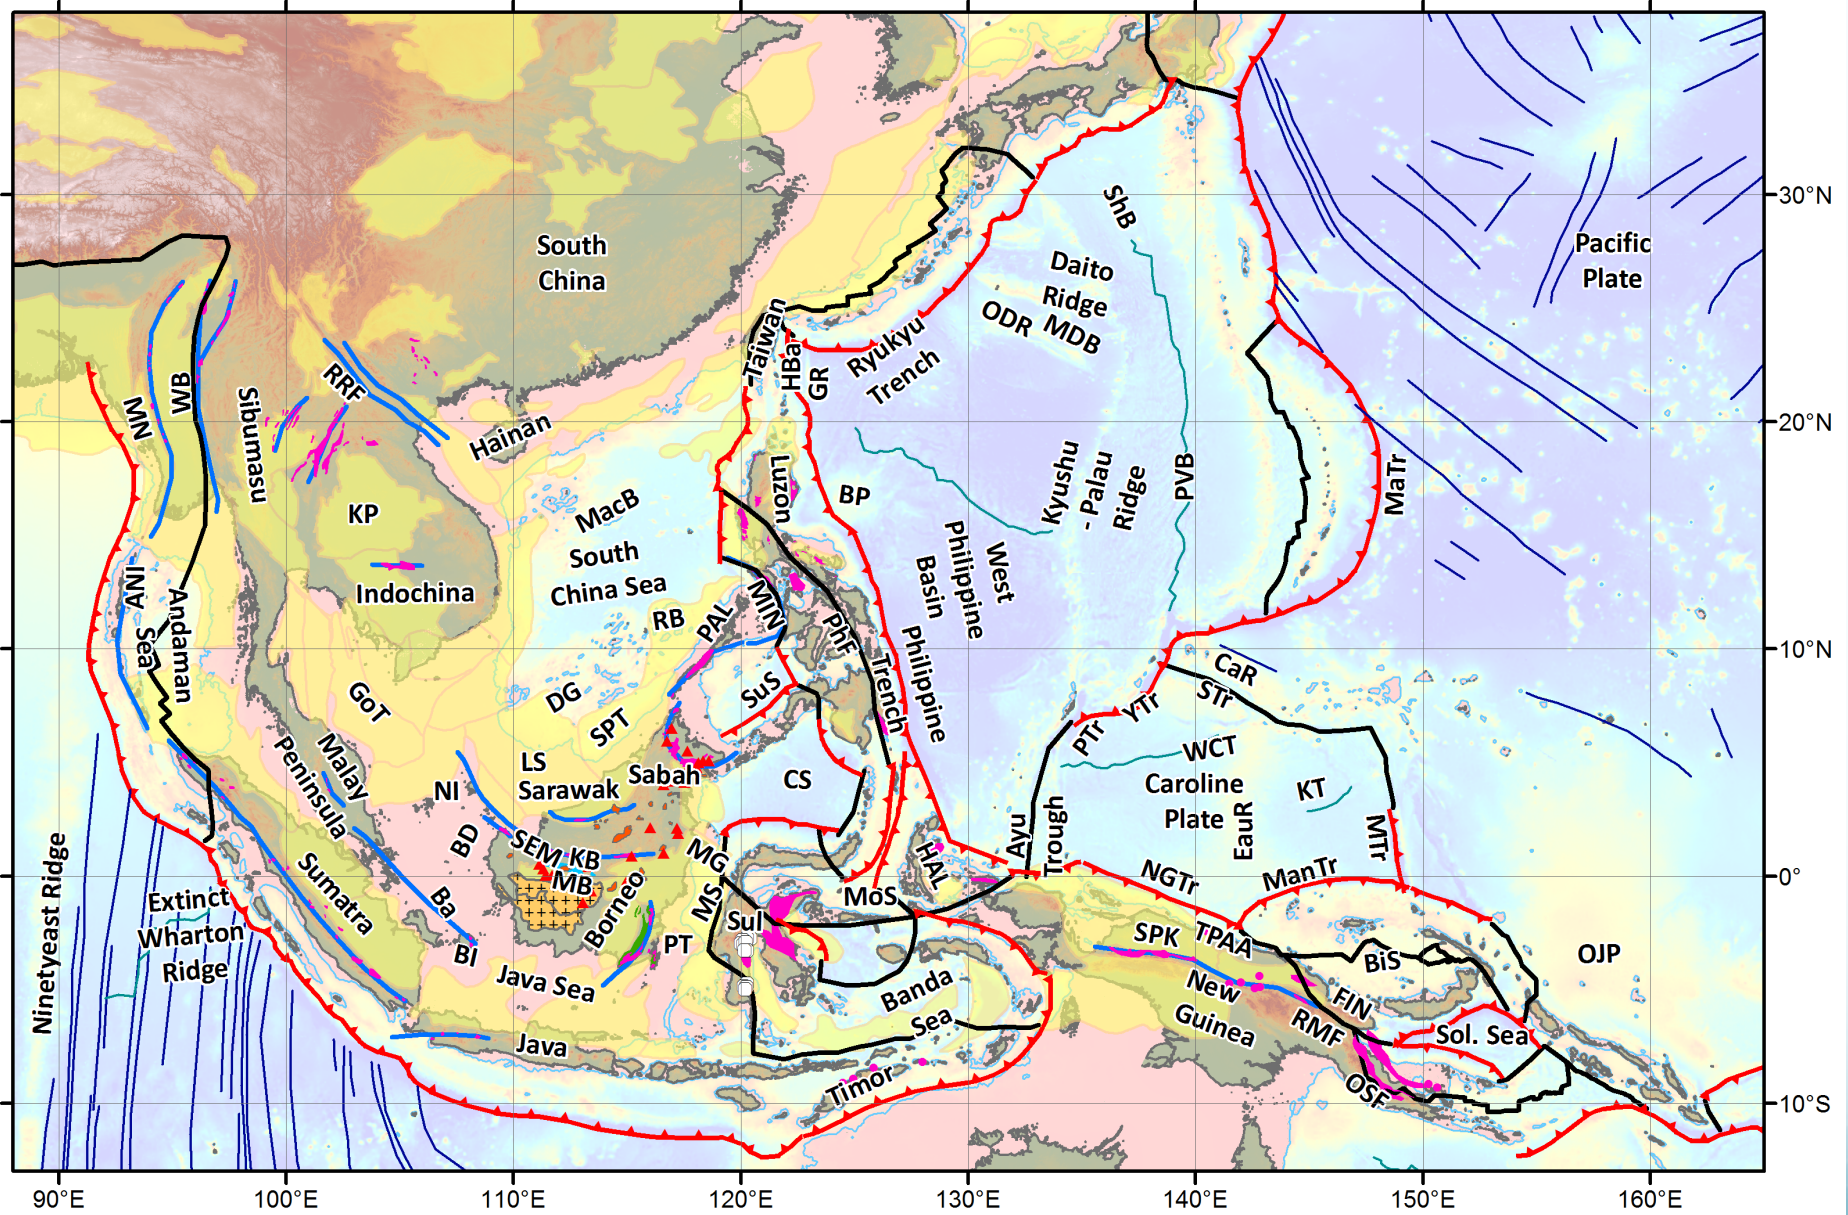 South
China
Pacific
Plate
30°N
20°N
10°N
0°
10°S
ShB
Daito
Ridge
ODR
MDB
Taiwan
HBa
GR
Ryukyu
Trench
MN
WB
Sibumasu
RRF
Hainan
KP
Indochina
MacB
South
China Sea
Luzon
BP
West
Philippine
Basin
Kyushu
- Palau
Ridge
PVB
MaTr
ANI
Andaman
Sea
RB
PAL
MIN
PhF
Philippine
Trench
SuS
DG
SPT
GoT
Malay
Peninsula
LS
Sarawak
Sabah
CS
NI
BD
SEM
KB
MB
Borneo
MG
MS
PT
Sul
MoS
HAL
Ayu
Trough
PTr
YTr
CaR
STr
WCT
Caroline
Plate
EauR
KT
MTr
NGTr
ManTr
Ninetyeast Ridge
Extinct
Wharton
Ridge
Sumatra
Ba
BI
Java Sea
Java
Banda
Sea
Timor
SPK
TPAA
New
Guinea
BiS
FIN
RMF
OSF
Sol. Sea
OJP
90°E
100°E
110°E
120°E
130°E
140°E
150°E
160°E